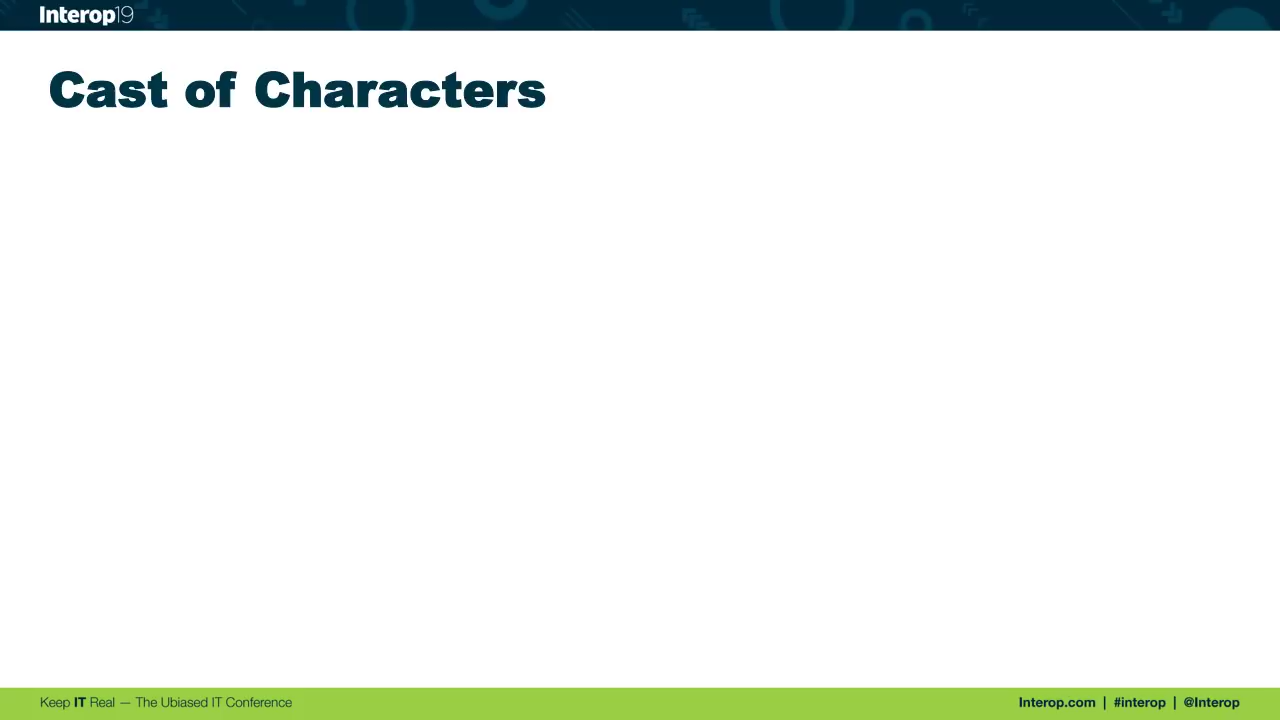 Interop19
Cast of Characters
Keep IT Real — The Ubiased IT Conference
Interop.com | #interop | @Interop